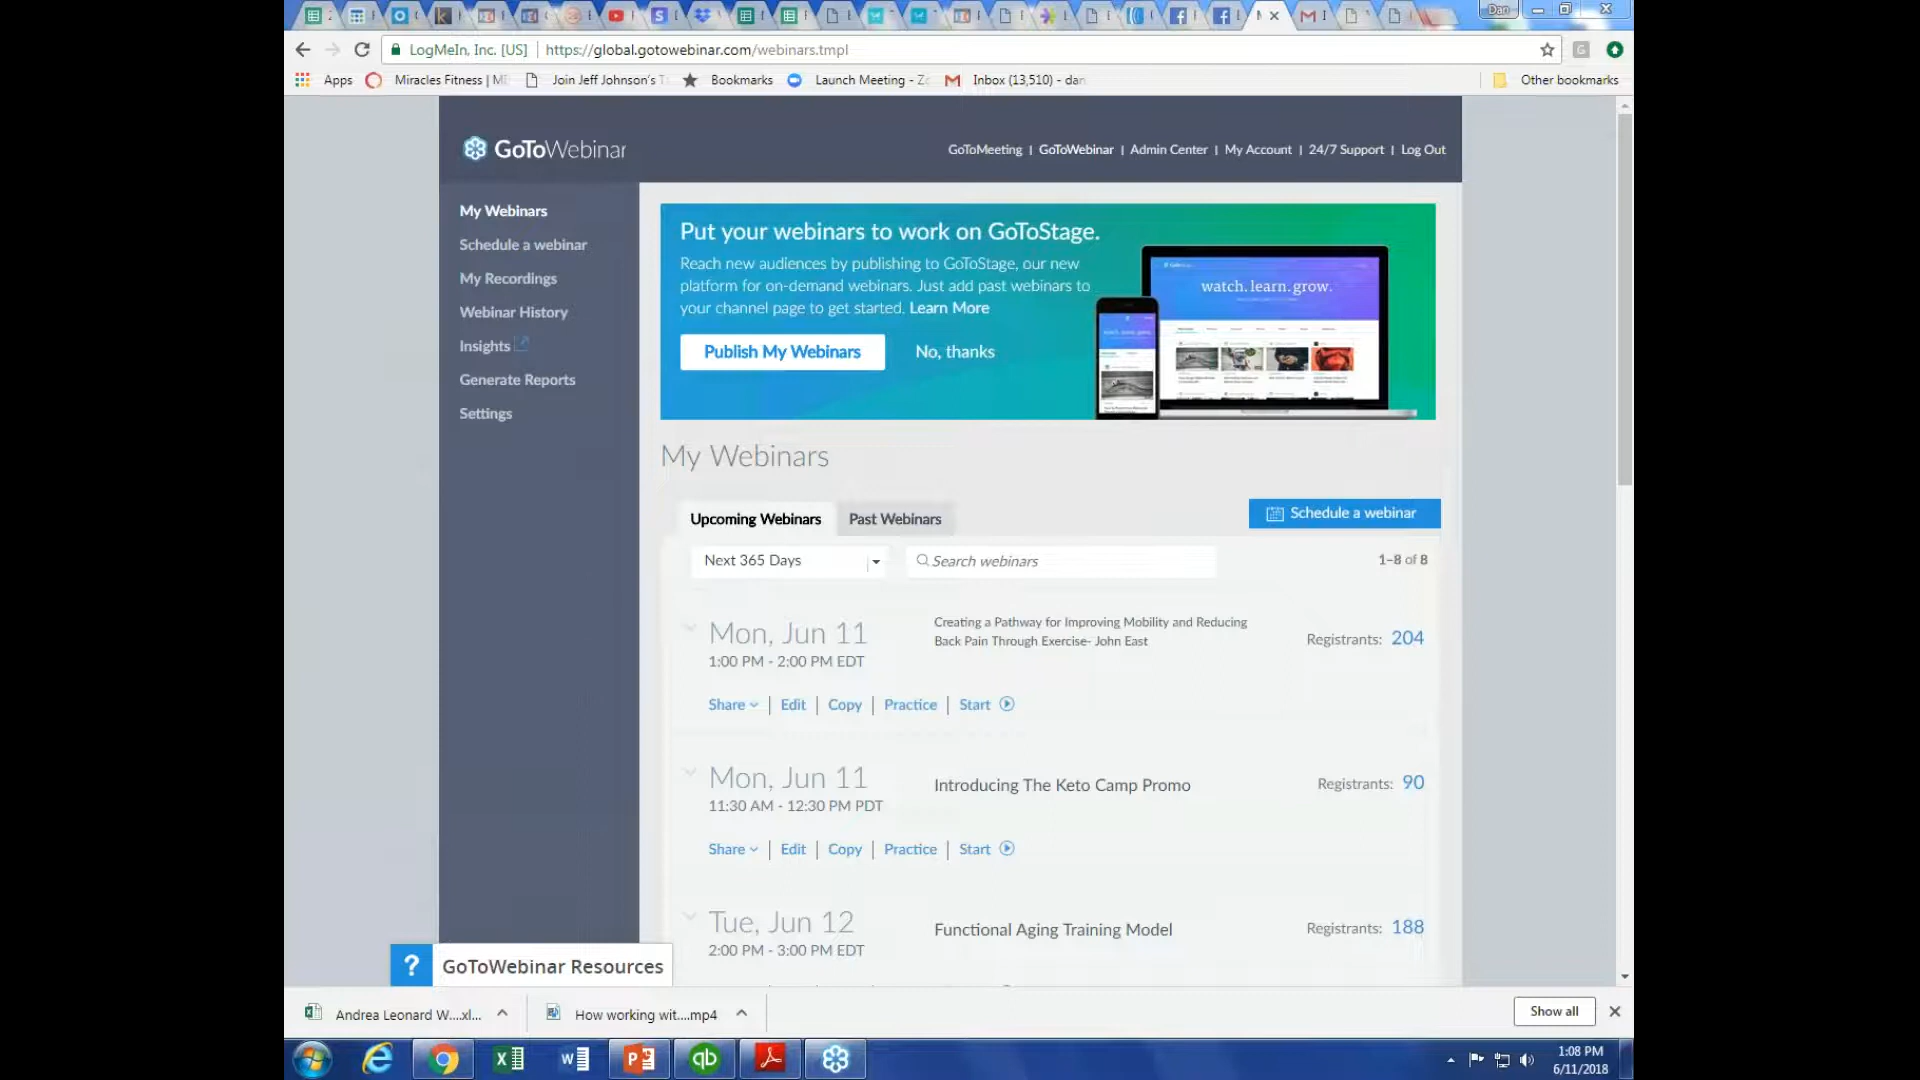 Dan
LogMeIn, Inc. [US] https://global.gotowebinar.com/webinars.tmpl
Apps Miracles Fitness | Join Jeff Johnson's Bookmarks Launch Meeting - Inbox (13,510) - dan Other bookmarks
GoToWebinar
GoToMeeting | GoToWebinar | Admin Center | My Account | 24/7 Support | Log Out
My Webinars
Schedule a webinar
My Recordings
Webinar History
Insights
Generate Reports
Settings
Put your webinars to work on GoToStage.
Reach new audiences by publishing to GoToStage, our new
platform for on-demand webinars. Just add past webinars to
your channel page to get started. Learn More
Publish My Webinars No, thanks
watch. learn. grow.
My Webinars
Upcoming Webinars Past Webinars
Schedule a webinar
Next 365 Days
Search webinars
1–8 of 8
Mon, Jun 11
1:00 PM - 2:00 PM EDT
Creating a Pathway for Improving Mobility and Reducing
Back Pain Through Exercise- John East
Registrants: 204
Share | Edit | Copy | Practice | Start
Mon, Jun 11
11:30 AM - 12:30 PM PDT
Introducing The Keto Camp Promo
Registrants: 90
Share | Edit | Copy | Practice | Start
Tue, Jun 12
2:00 PM - 3:00 PM EDT
Functional Aging Training Model
Registrants: 188
? GoToWebinar Resources
Andrea Leonard W....xl... How working wit....mp4
Show all
1:08 PM
6/11/2018